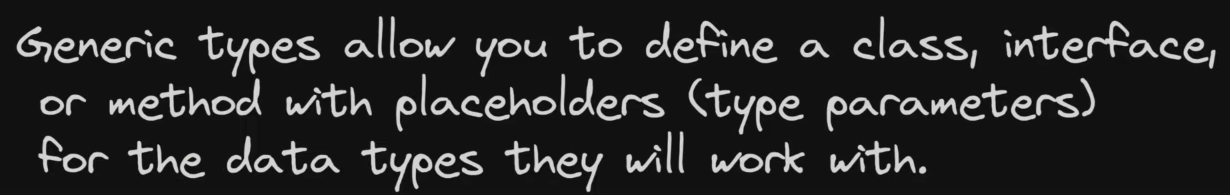 Generic types allow you to define a class, interface,
or method with placeholders (type parameters)
for the data types they will work with.